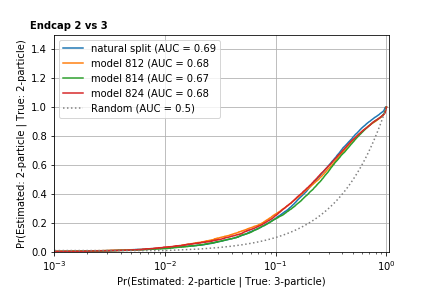 Endcap 2 vs 3
Pr(Estimated: 2-particle | True: 2-particle)
1.4
1.2
1.0
0.8
0.6
0.4
0.2
0.0
natural split (AUC = 0.69
model 812 (AUC = 0.68
model 814 (AUC = 0.67
model 824 (AUC = 0.68
Random (AUC = 0.5)
10⁻³ 10⁻² 10⁻¹ 10⁰
Pr(Estimated: 2-particle | True: 3-particle)